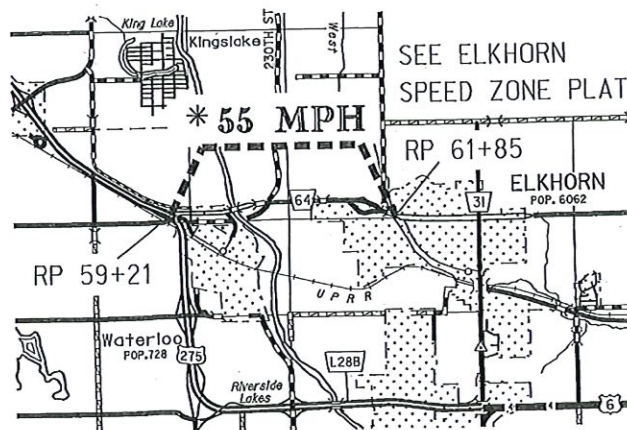 King Lake
Kingslake
230TH ST
West
SEE ELKHORN
SPEED ZONE PLAT
* 55 MPH
RP 61+85
64
31
ELKHORN
POP. 6062
RP 59+21
UPRR
Waterloo
POP. 728
275
L28B
Riverside
Lakes
6